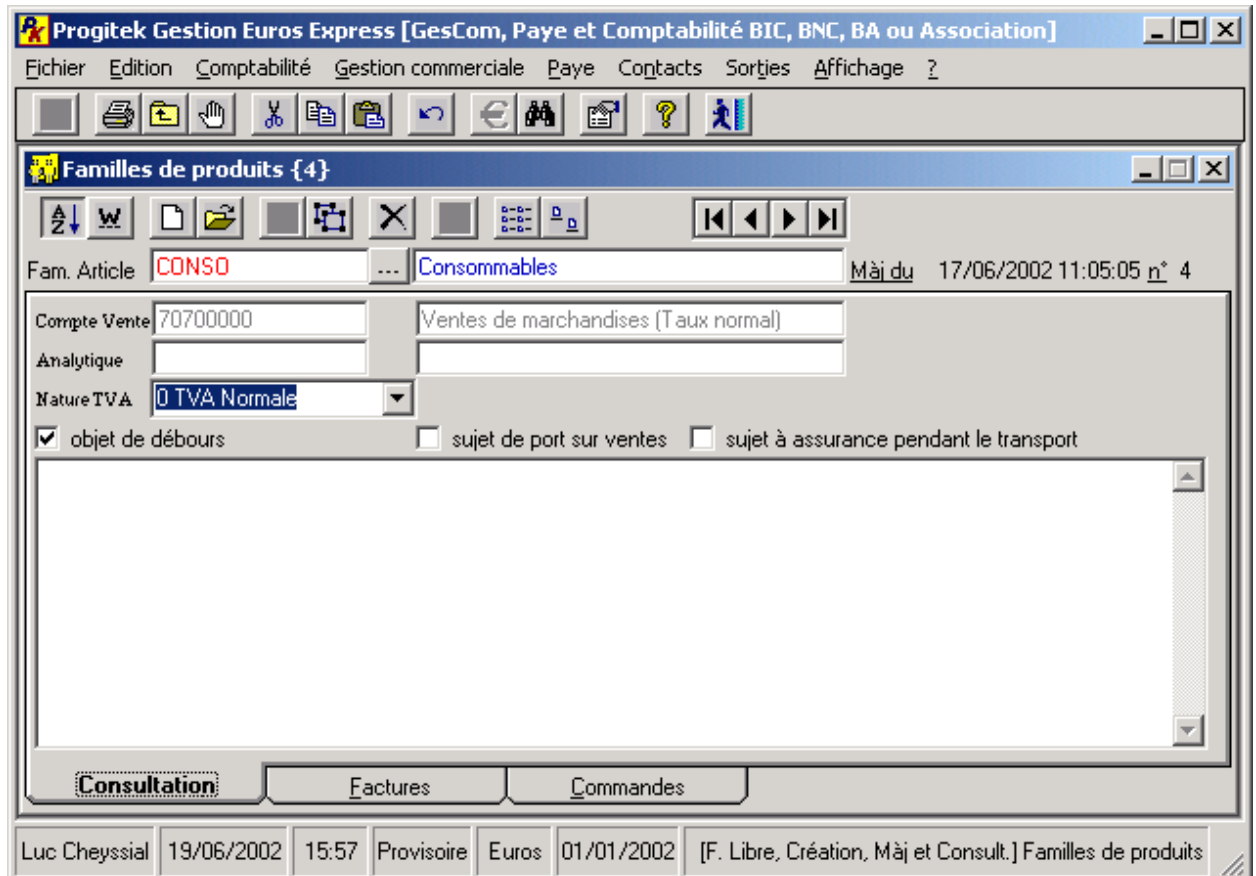 Progitek Gestion Euros Express [GesCom, Paye et Comptabilité BIC, BNC, BA ou Association]
Fichier Edition Comptabilité Gestion commerciale Paye Contacts Sorties Affichage ?
Familles de produits {4}
Fam. Article CONSO ... Consommables Màj du 17/06/2002 11:05:05 n° 4
Compte Vente 70700000 Ventes de marchandises (Taux normal)
Analytique
Nature TVA 0 TVA Normale
objet de débours sujet de port sur ventes sujet à assurance pendant le transport
Consultation Factures Commandes
Luc Cheyssial 19/06/2002 15:57 Provisoire Euros 01/01/2002 [F. Libre, Création, Màj et Consult.] Familles de produits